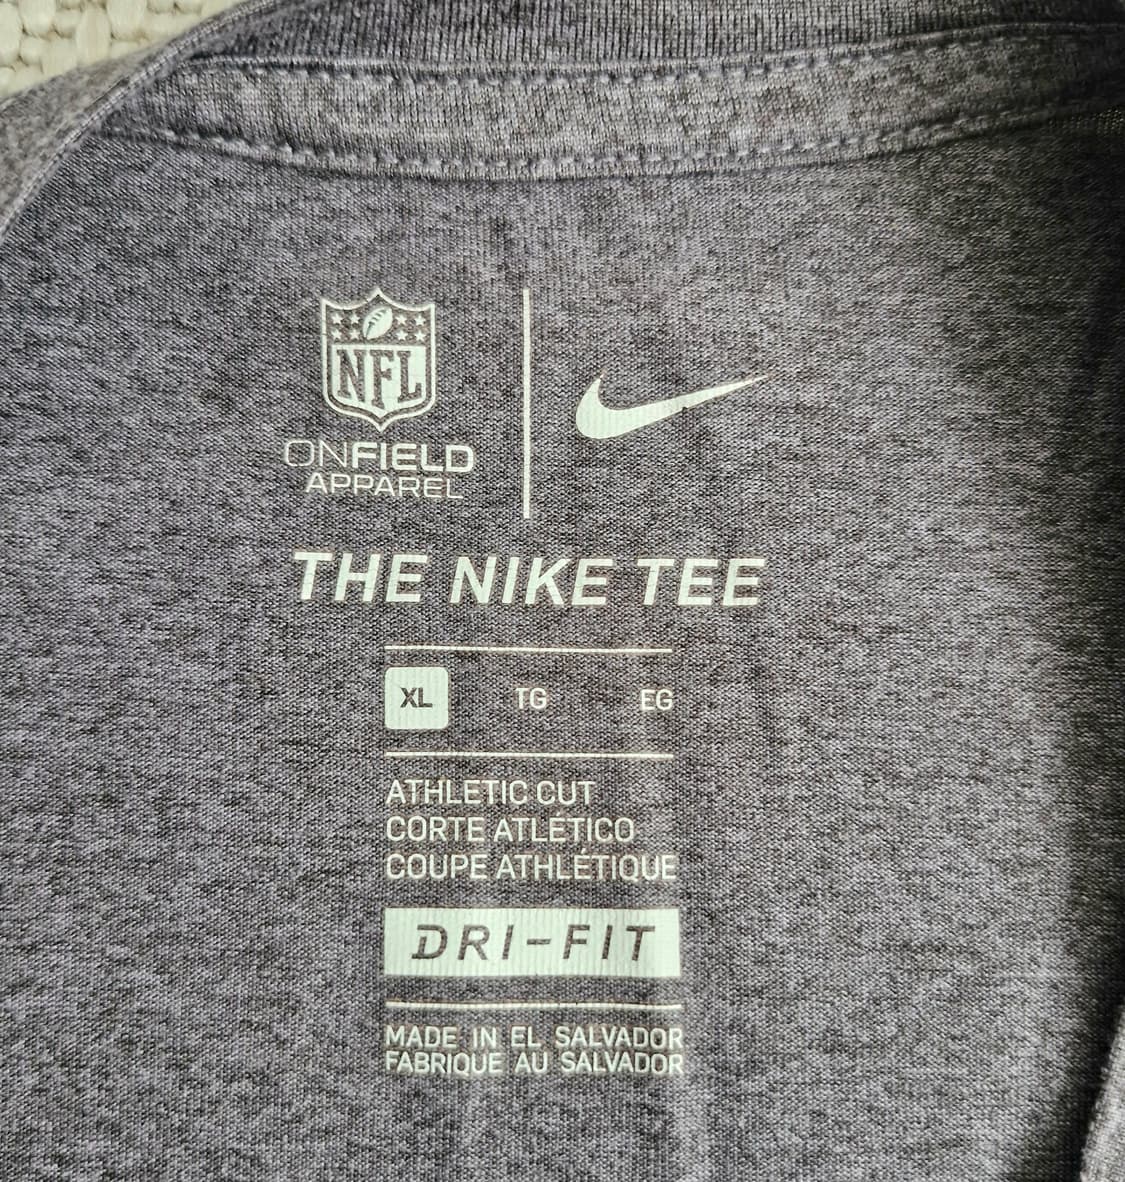 NFL
ONFIELD
APPAREL
THE NIKE TEE
XL TG EG
ATHLETIC CUT
CORTE ATLÉTICO
COUPE ATHLÉTIQUE
DRI-FIT
MADE IN EL SALVADOR
FABRIQUE AU SALVADOR